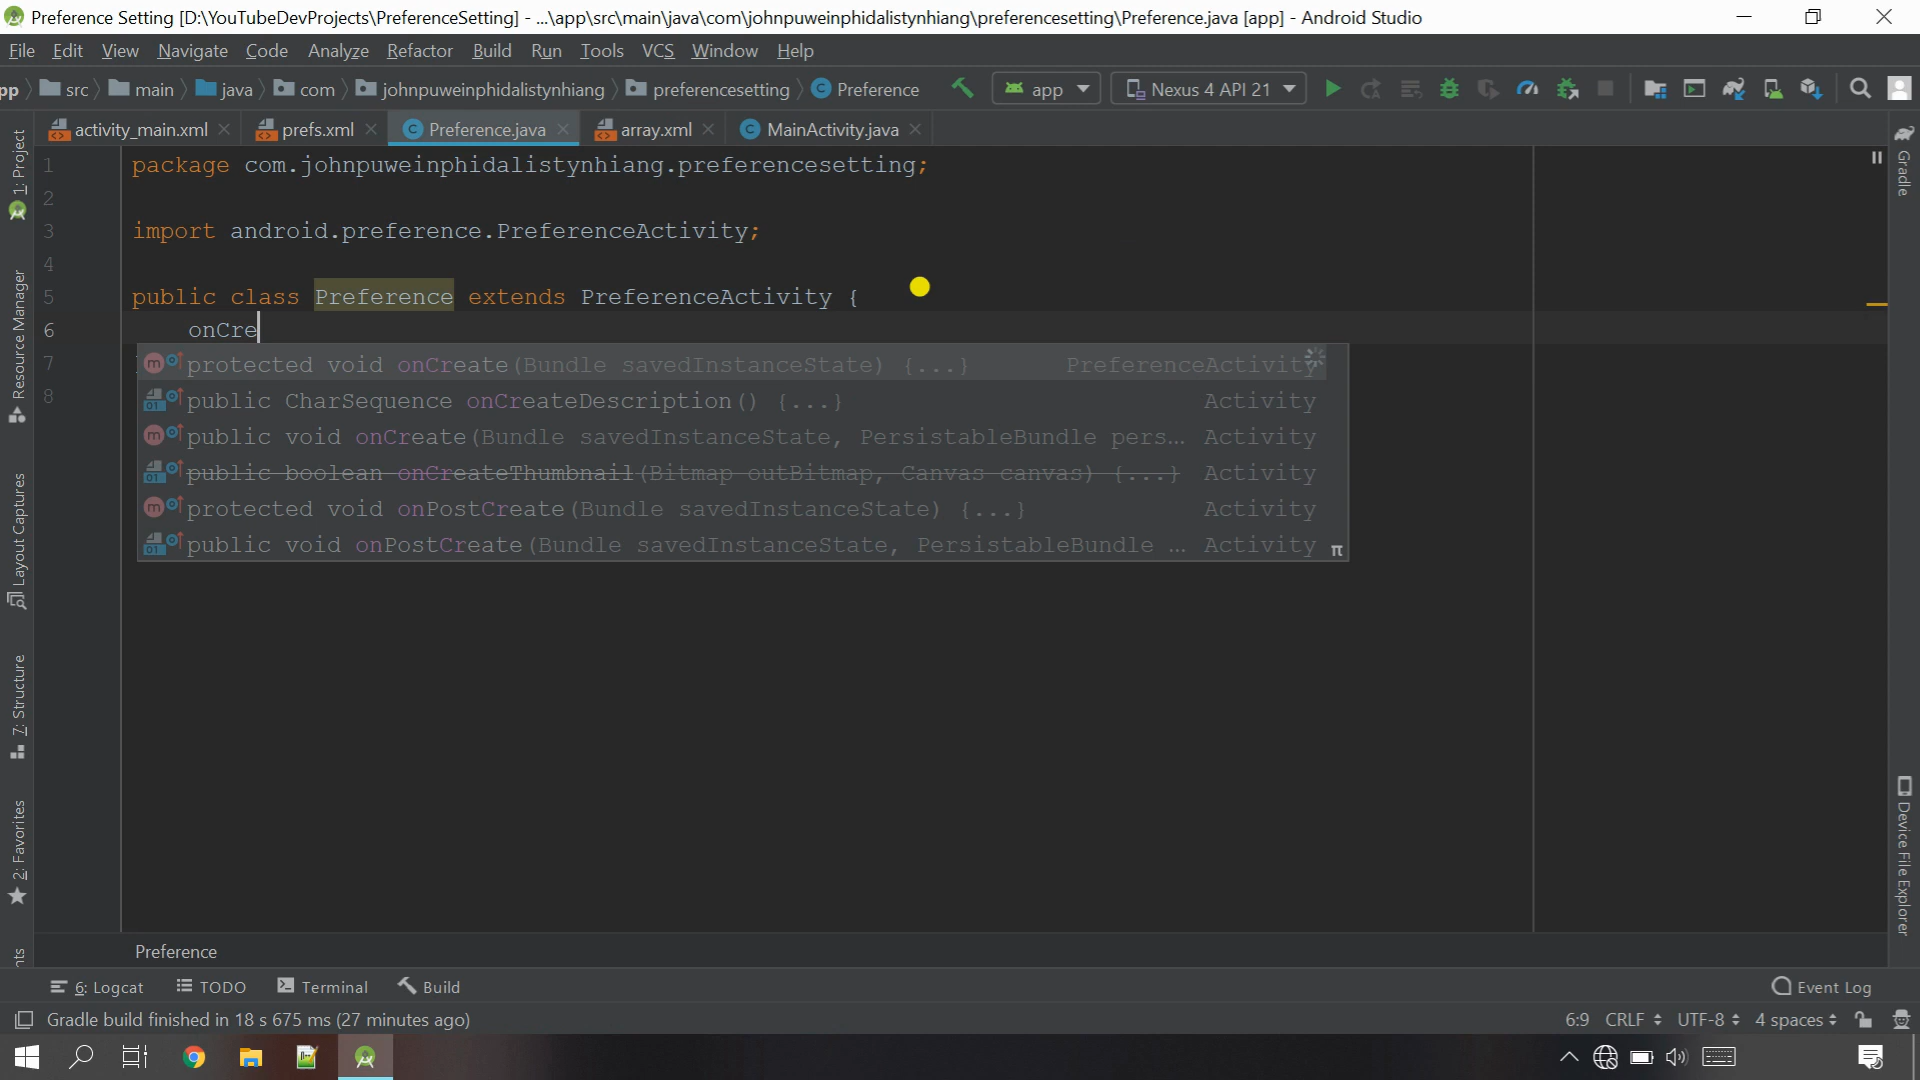 Preference Setting [D:\YouTubeDevProjects\PreferenceSetting] - ...\app\src\main\java\com\johnpuweinphidalistynhiang\preferencesetting\Preference.java [app] - Android Studio
File Edit View Navigate Code Analyze Refactor Build Run Tools VCS Window Help
pp src main java com johnpuweinphidalistynhiang preferencesetting Preference app Nexus 4 API 21
activity_main.xml prefs.xml Preference.java array.xml MainActivity.java
1 package com.johnpuweinphidalistynhiang.preferencesetting;
2
3 import android.preference.PreferenceActivity;
4
5 public class Preference extends PreferenceActivity {
6 onCre
7
8
protected void onCreate(Bundle savedInstanceState) {...} PreferenceActivity
public CharSequence onCreateDescription() {...} Activity
public void onCreate(Bundle savedInstanceState, PersistableBundle pers... Activity
public boolean onCreateThumbnail(Bitmap outBitmap, Canvas canvas) {...} Activity
protected void onPostCreate(Bundle savedInstanceState) {...} Activity
public void onPostCreate(Bundle savedInstanceState, PersistableBundle ... Activity π
1: Project
Resource Manager
Layout Captures
7: Structure
2: Favorites
nts
Gradle
Device File Explorer
Preference
6: Logcat TODO Terminal Build Event Log
Gradle build finished in 18 s 675 ms (27 minutes ago) 6:9 CRLF UTF-8 4 spaces